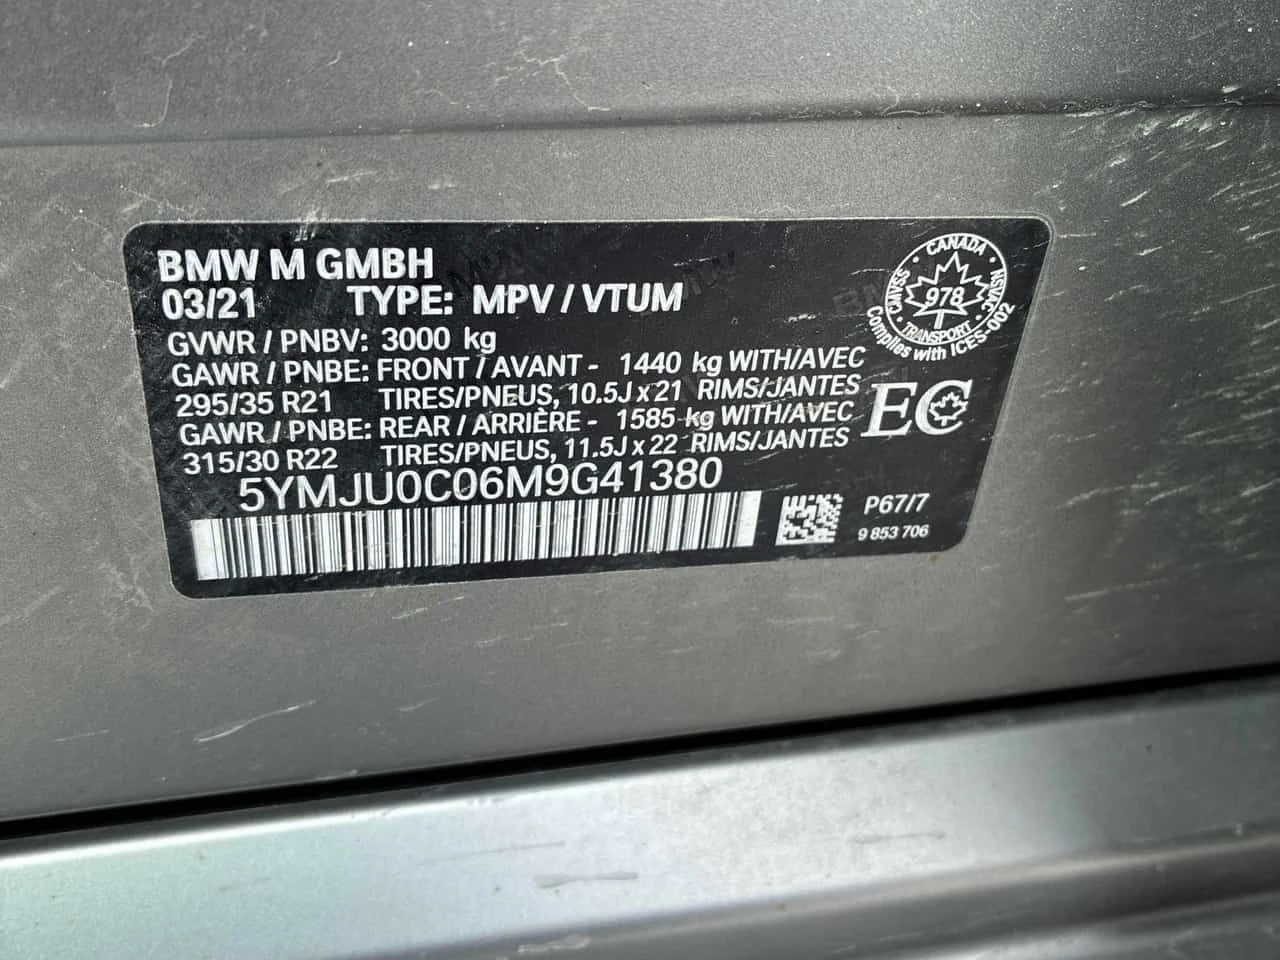 BMW M GMBH
03/21 TYPE: MPV / VTUM
GVWR / PNBV: 3000 kg
GAWR / PNBE: FRONT / AVANT - 1440 kg WITH/AVEC
295/35 R21 TIRES/PNEUS, 10.5J x 21 RIMS/JANTES
GAWR / PNBE: REAR / ARRIÈRE - 1585 kg WITH/AVEC
315/30 R22 TIRES/PNEUS, 11.5J x 22 RIMS/JANTES
5YMJU0C06M9G41380
CANADA
CMVSS
978
NSVAC
TRANSPORT
Complies with ICES-002
EC
P67/7
9 853 706